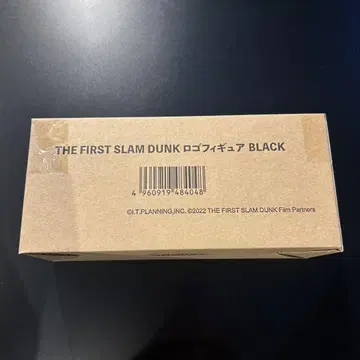 THE FIRST SLAM DUNK ロゴフィギュア BLACK
4 960919 484048
©I.T.PLANNING,INC. ©2022 THE FIRST SLAM DUNK Film Partners